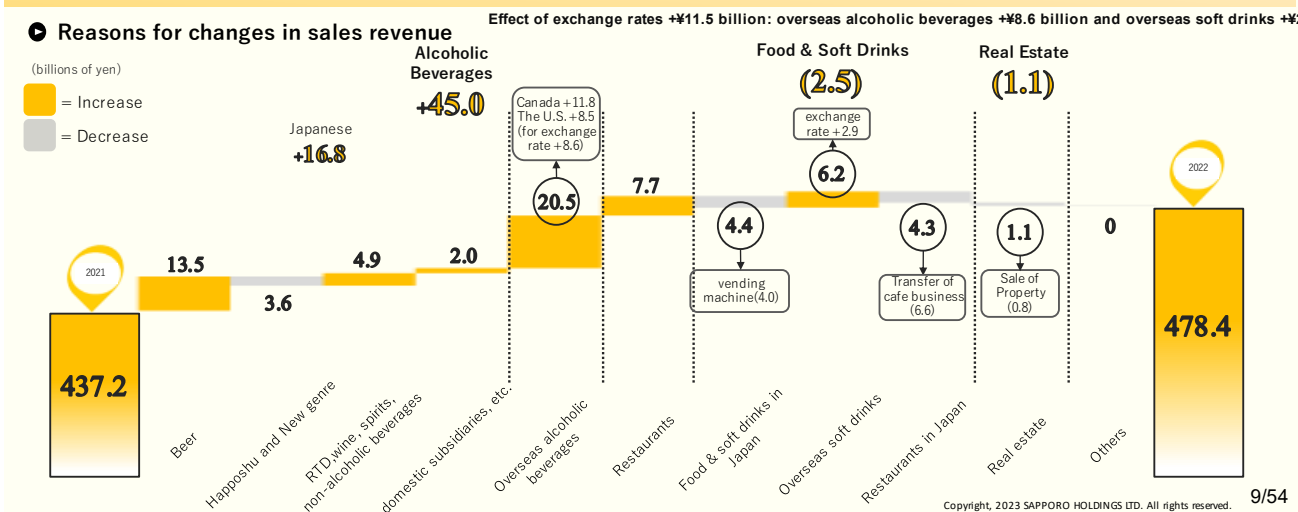 Effect of exchange rates +¥11.5 billion: overseas alcoholic beverages +¥8.6 billion and overseas soft drinks +¥
Reasons for changes in sales revenue
(billions of yen)
= Increase
= Decrease
Japanese
+16.8
Alcoholic
Beverages
+45.0
Food & Soft Drinks
(2.5)
Real Estate
(1.1)
Canada +11.8
The U.S. +8.5
(for exchange
rate +8.6)
exchange
rate +2.9
2021
437.2
13.5
3.6
4.9
2.0
20.5
7.7
4.4
vending
machine(4.0)
6.2
4.3
Transfer of
cafe business
(6.6)
1.1
Sale of
Property
(0.8)
0
2022
478.4
Beer
Happoshu and New genre
RTD,wine, spirits,
non-alcoholic beverages
domestic subsidiaries, etc.
Overseas alcoholic
beverages
Restaurants
Food & soft drinks in
Japan
Overseas soft drinks
Restaurants in Japan
Real estate
Others
Copyright, 2023 SAPPORO HOLDINGS LTD. All rights reserved.
9/54